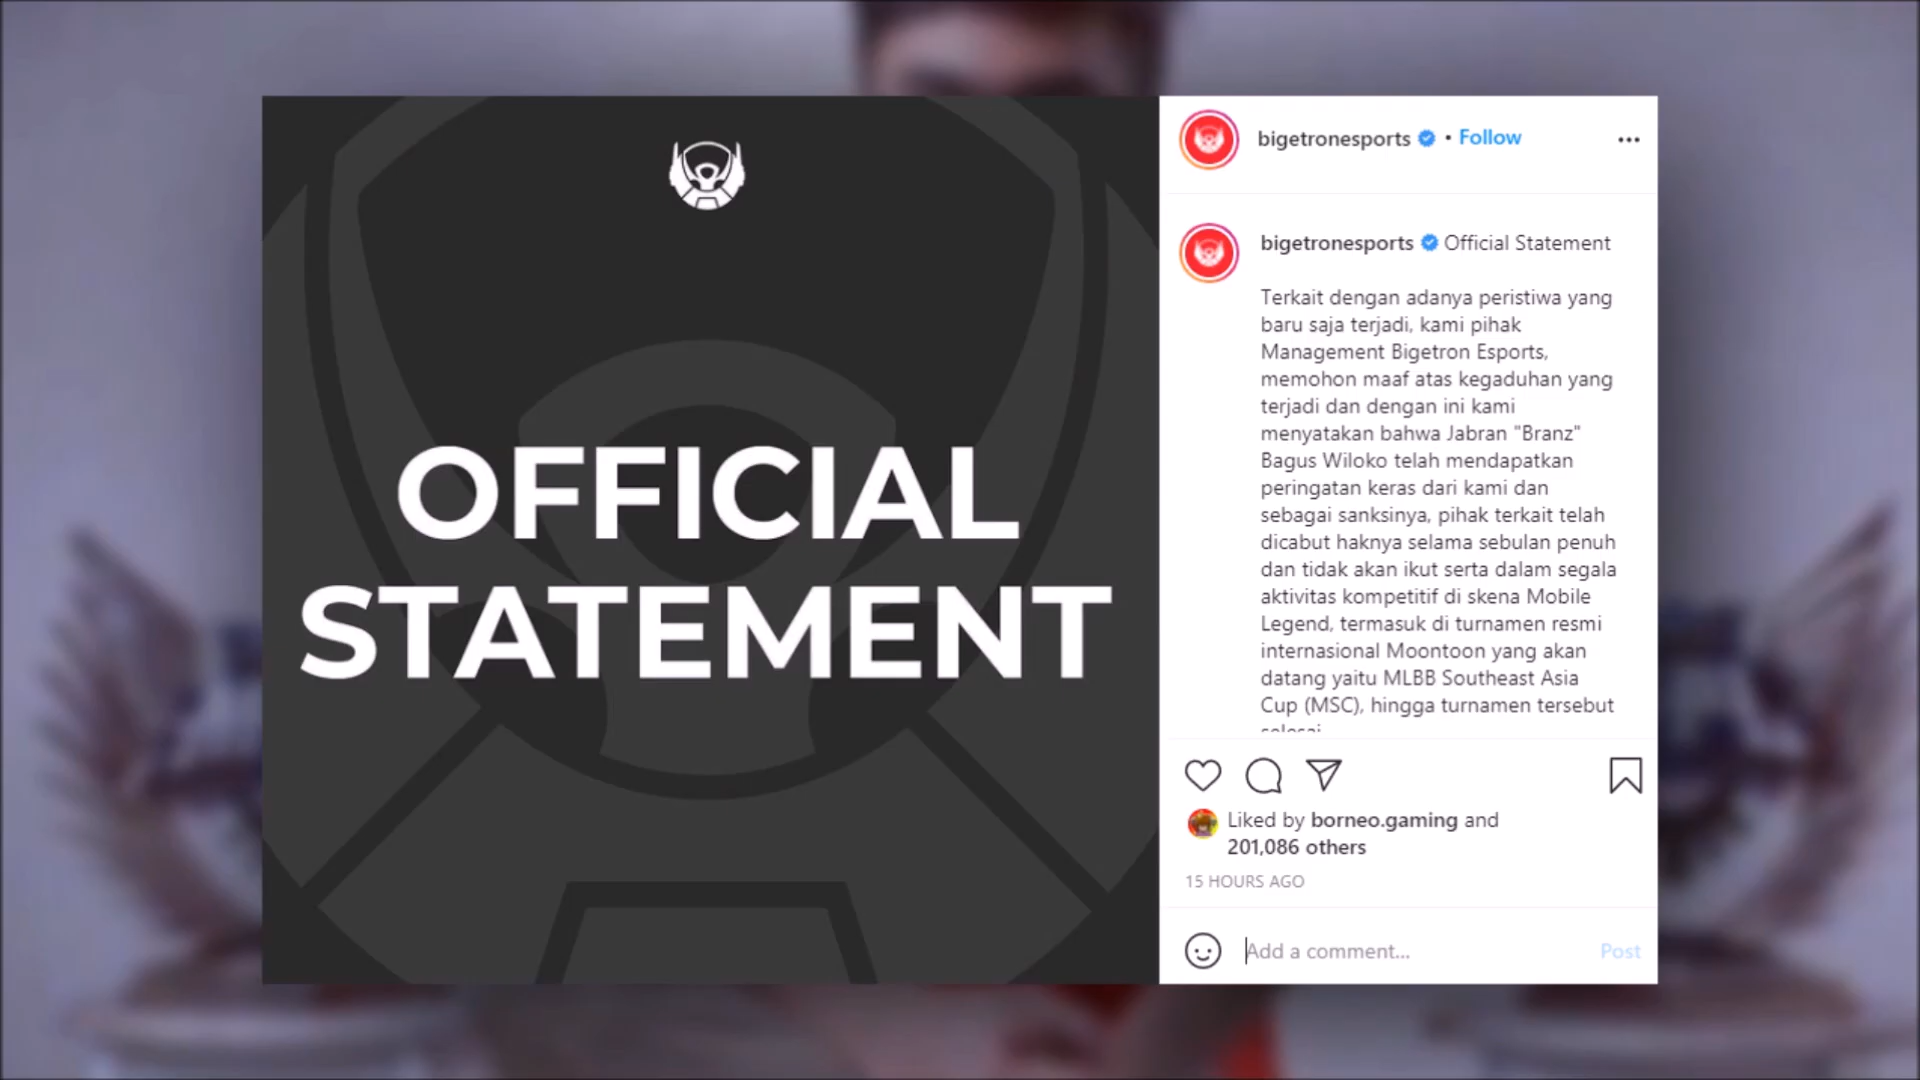 OFFICIAL
STATEMENT
bigetronesports • Follow
bigetronesports Official Statement
Terkait dengan adanya peristiwa yang
baru saja terjadi, kami pihak
Management Bigetron Esports,
memohon maaf atas kegaduhan yang
terjadi dan dengan ini kami
menyatakan bahwa Jabran "Branz"
Bagus Wiloko telah mendapatkan
peringatan keras dari kami dan
sebagai sanksinya, pihak terkait telah
dicabut haknya selama sebulan penuh
dan tidak akan ikut serta dalam segala
aktivitas kompetitif di skena Mobile
Legend, termasuk di turnamen resmi
internasional Moontoon yang akan
datang yaitu MLBB Southeast Asia
Cup (MSC), hingga turnamen tersebut
selesai
Liked by borneo.gaming and
201,086 others
15 HOURS AGO
Add a comment... Post